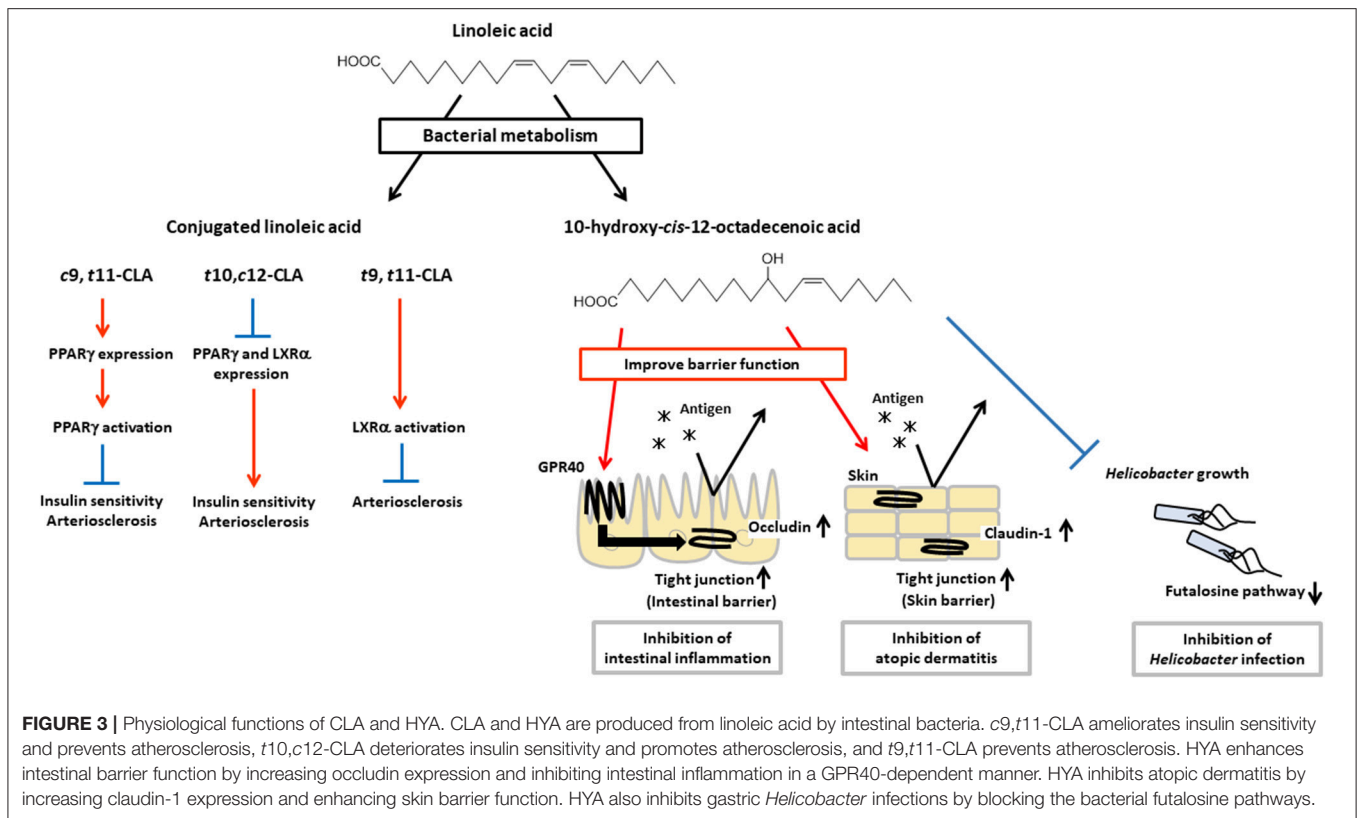 Linoleic acid
HOOC
Bacterial metabolism
Conjugated linoleic acid
c9, t11-CLA
t10,c12-CLA
t9, t11-CLA
PPARγ expression
PPARγ and LXRα
expression
PPARγ activation
LXRα activation
Insulin sensitivity
Arteriosclerosis
Insulin sensitivity
Arteriosclerosis
Arteriosclerosis
10-hydroxy-cis-12-octadecenoic acid
OH
HOOC
Improve barrier function
Antigen
Antigen
GPR40
Skin
Occludin
Claudin-1
Tight junction
(Intestinal barrier)
Tight junction
(Skin barrier)
Helicobacter growth
Futalosine pathway
Inhibition of
intestinal inflammation
Inhibition of
atopic dermatitis
Inhibition of
Helicobacter infection
FIGURE 3 | Physiological functions of CLA and HYA. CLA and HYA are produced from linoleic acid by intestinal bacteria. c9,t11-CLA ameliorates insulin sensitivity
and prevents atherosclerosis, t10,c12-CLA deteriorates insulin sensitivity and promotes atherosclerosis, and t9,t11-CLA prevents atherosclerosis. HYA enhances
intestinal barrier function by increasing occludin expression and inhibiting intestinal inflammation in a GPR40-dependent manner. HYA inhibits atopic dermatitis by
increasing claudin-1 expression and enhancing skin barrier function. HYA also inhibits gastric Helicobacter infections by blocking the bacterial futalosine pathways.